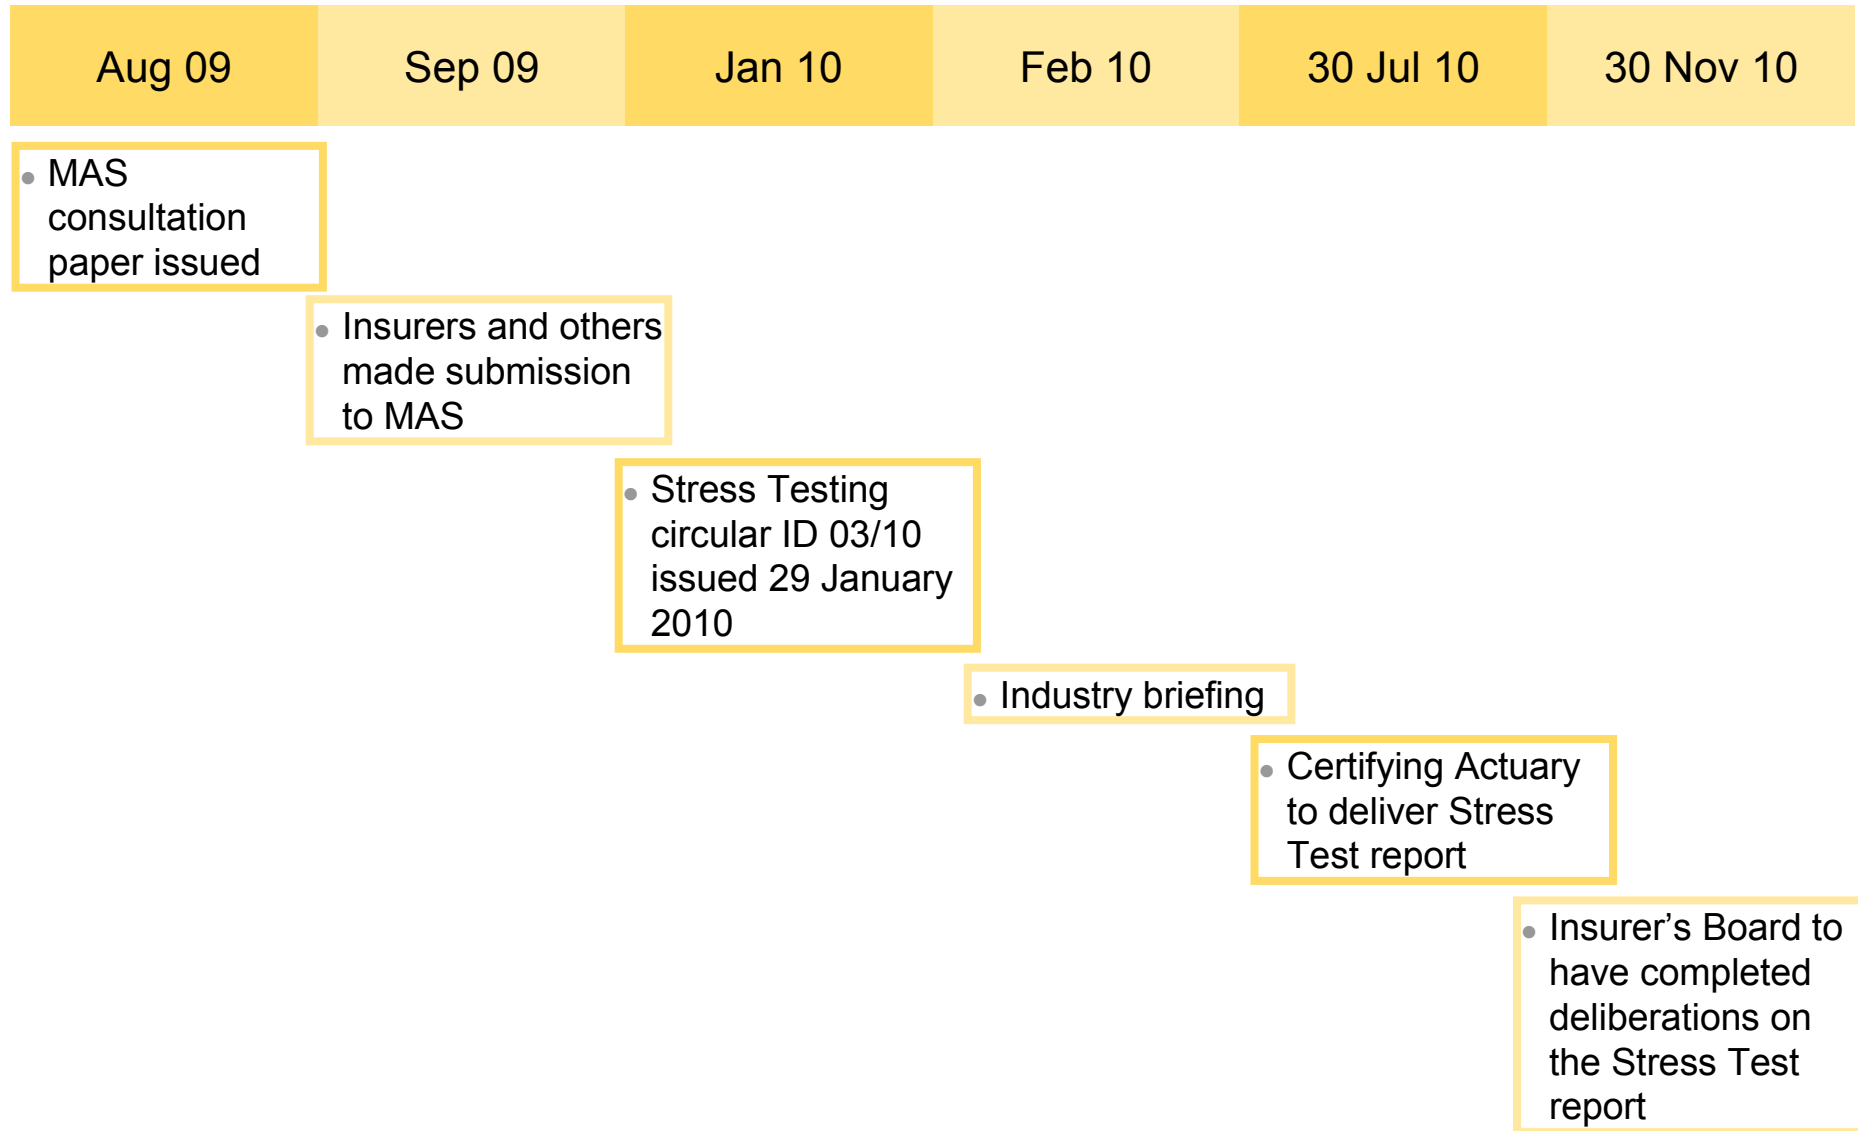 Aug 09
Sep 09
Jan 10
Feb 10
30 Jul 10
30 Nov 10
• MAS
consultation
paper issued
• Insurers and others
made submission
to MAS
• Stress Testing
circular ID 03/10
issued 29 January
2010
• Industry briefing
• Certifying Actuary
to deliver Stress
Test report
• Insurer’s Board to
have completed
deliberations on
the Stress Test
report